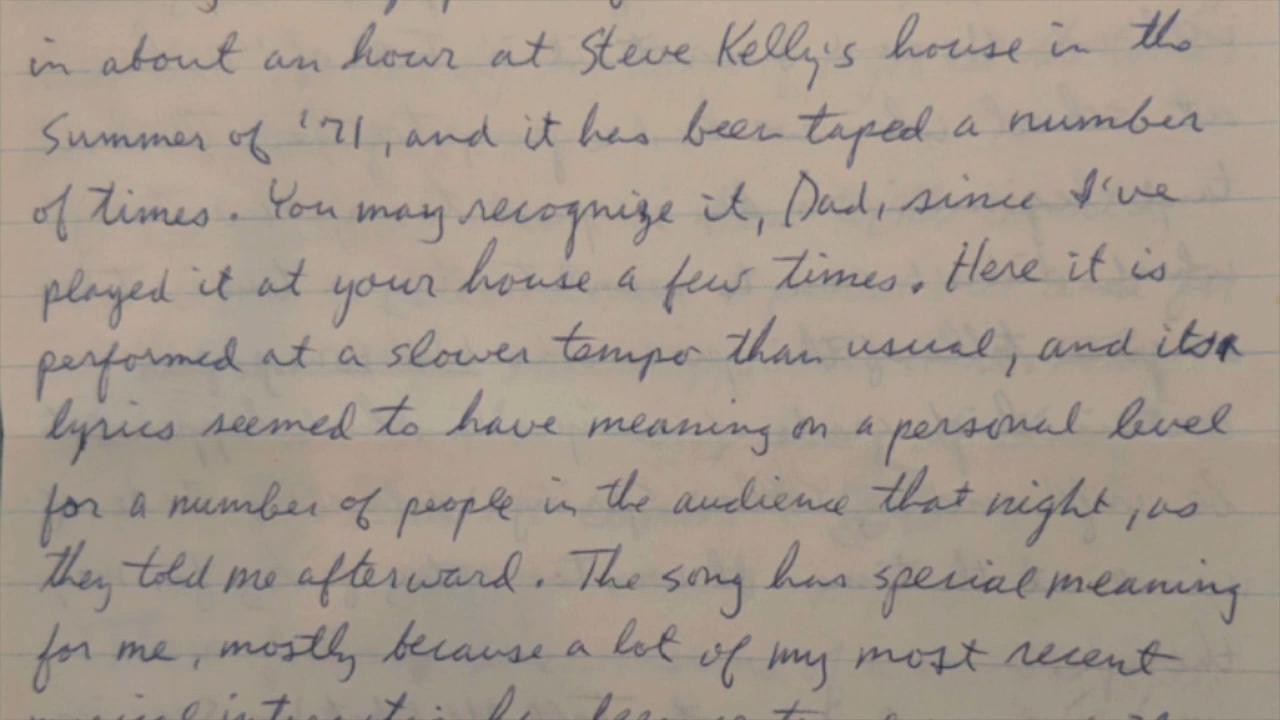 in about an hour at Steve Kelly's house in the
Summer of '71, and it has been taped a number
of times. You may recognize it, Dad, since I've
played it at your house a few times. Here it is
performed at a slower tempo than usual, and its
lyrics seemed to have meaning on a personal level
for a number of people in the audience that night, as
they told me afterward. The song has special meaning
for me, mostly because a lot of my most recent